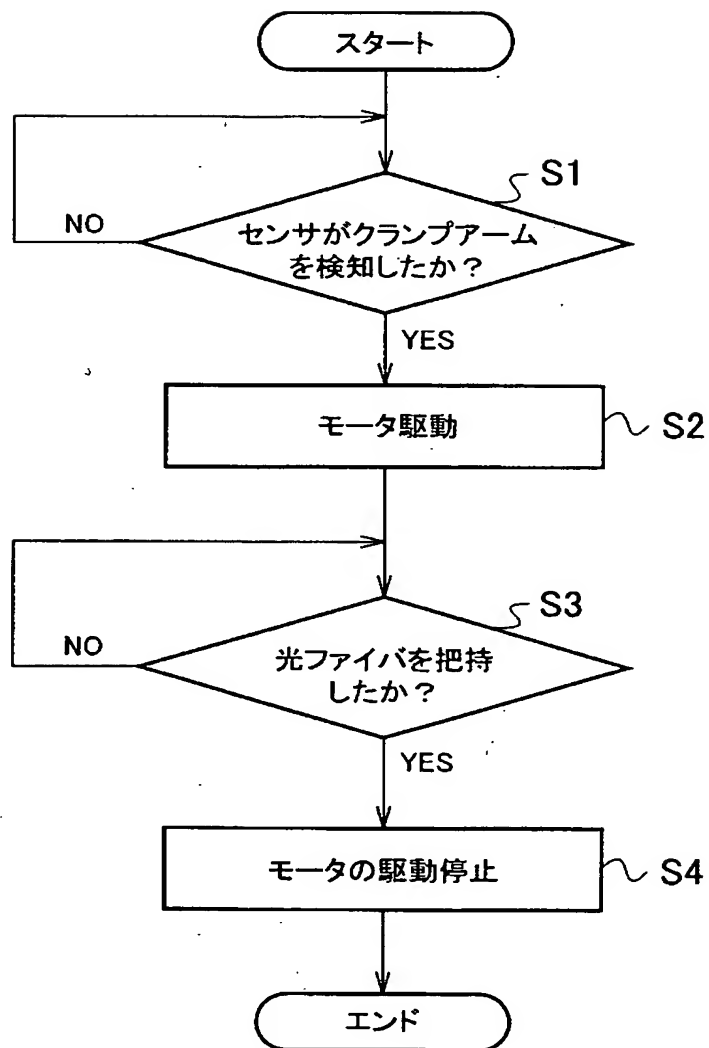 スタート
S1
センサがクランプアーム
を検知したか？
NO
YES
モータ駆動
S2
S3
光ファイバを把持
したか？
NO
YES
モータの駆動停止
S4
エンド